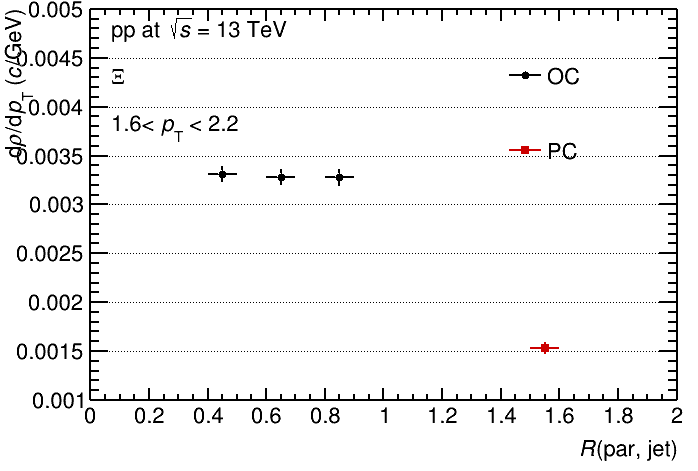 0.005
0.0045
0.004
0.0035
0.003
0.0025
0.002
0.0015
0.001
dρ/dp_T (c/GeV)
pp at √s = 13 TeV
Ξ
1.6< p_T < 2.2
OC
PC
0 0.2 0.4 0.6 0.8 1 1.2 1.4 1.6 1.8 2
R(par, jet)